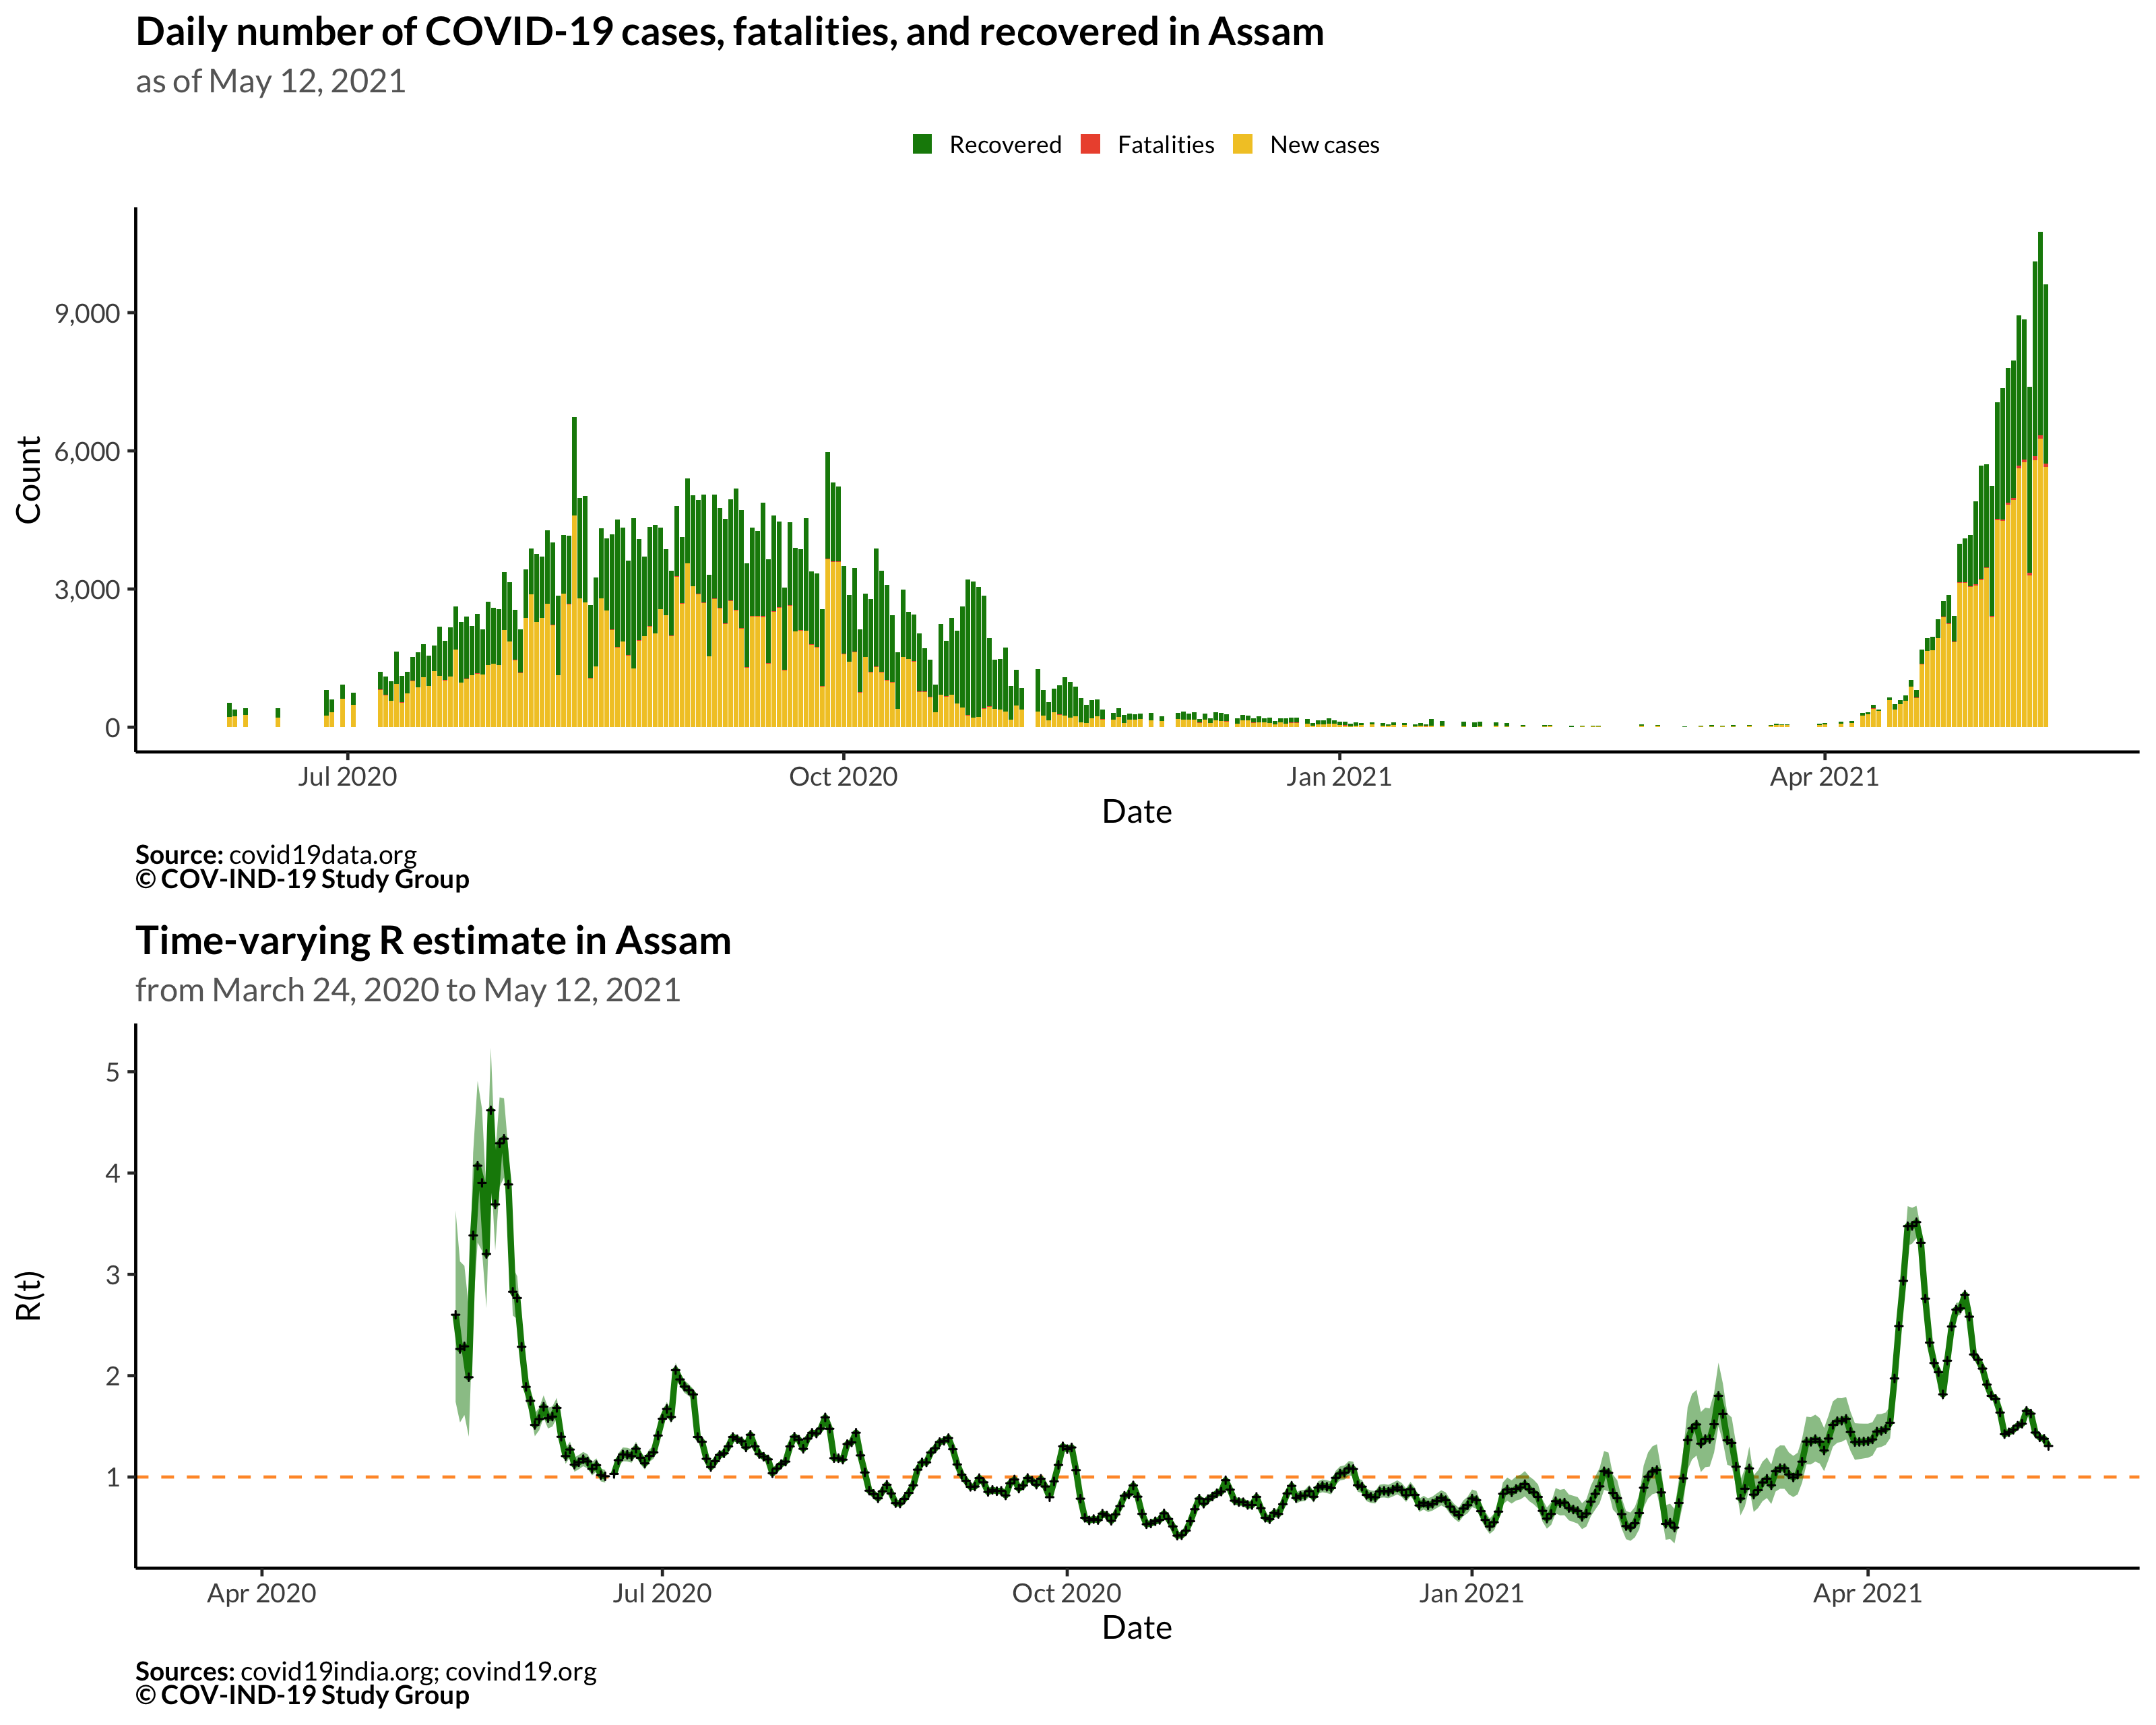 Daily number of COVID-19 cases, fatalities, and recovered in Assam
as of May 12, 2021
Recovered Fatalities New cases
9,000
6,000
3,000
0
Count
Jul 2020 Oct 2020 Jan 2021 Apr 2021
Date
Source: covid19data.org
© COV-IND-19 Study Group
Time-varying R estimate in Assam
from March 24, 2020 to May 12, 2021
5
4
3
2
1
R(t)
Apr 2020 Jul 2020 Oct 2020 Jan 2021 Apr 2021
Date
Sources: covid19india.org; covind19.org
© COV-IND-19 Study Group